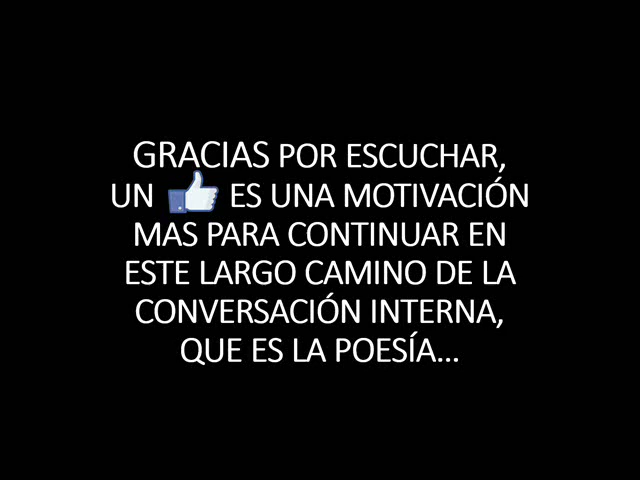 GRACIAS POR ESCUCHAR,
UN ES UNA MOTIVACIÓN
MAS PARA CONTINUAR EN
ESTE LARGO CAMINO DE LA
CONVERSACIÓN INTERNA,
QUE ES LA POESÍA...